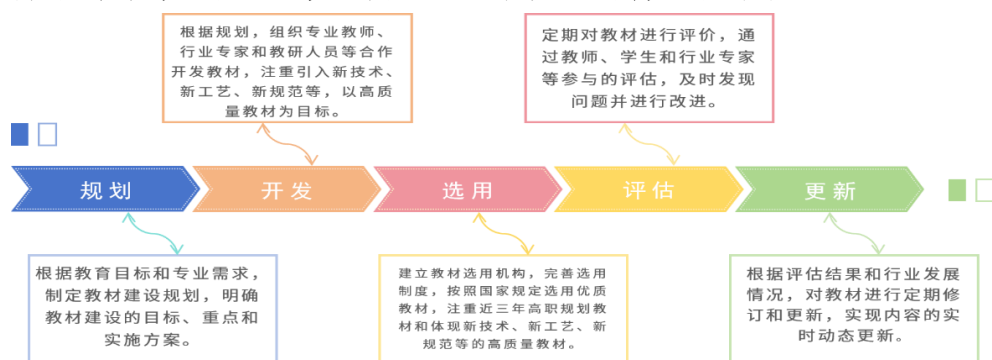 根据规划，组织专业教师、
行业专家和教研人员等合作
开发教材，注重引入新技术、
新工艺、新规范等，以高质
量教材为目标。
定期对教材进行评价，通
过教师、学生和行业专家
等参与的评估，及时发现
问题并进行改进。
规划
开发
选用
评估
更新
根据教育目标和专业需求，
制定教材建设规划，明确
教材建设的目标、重点和
实施方案。
建立教材选用机构，完善选用
制度，按照国家规定选用优质
教材，注重近三年高职规划教
材和体现新技术、新工艺、新
规范等的高质量教材。
根据评估结果和行业发展
情况，对教材进行定期修
订和更新，实现内容的实
时动态更新。